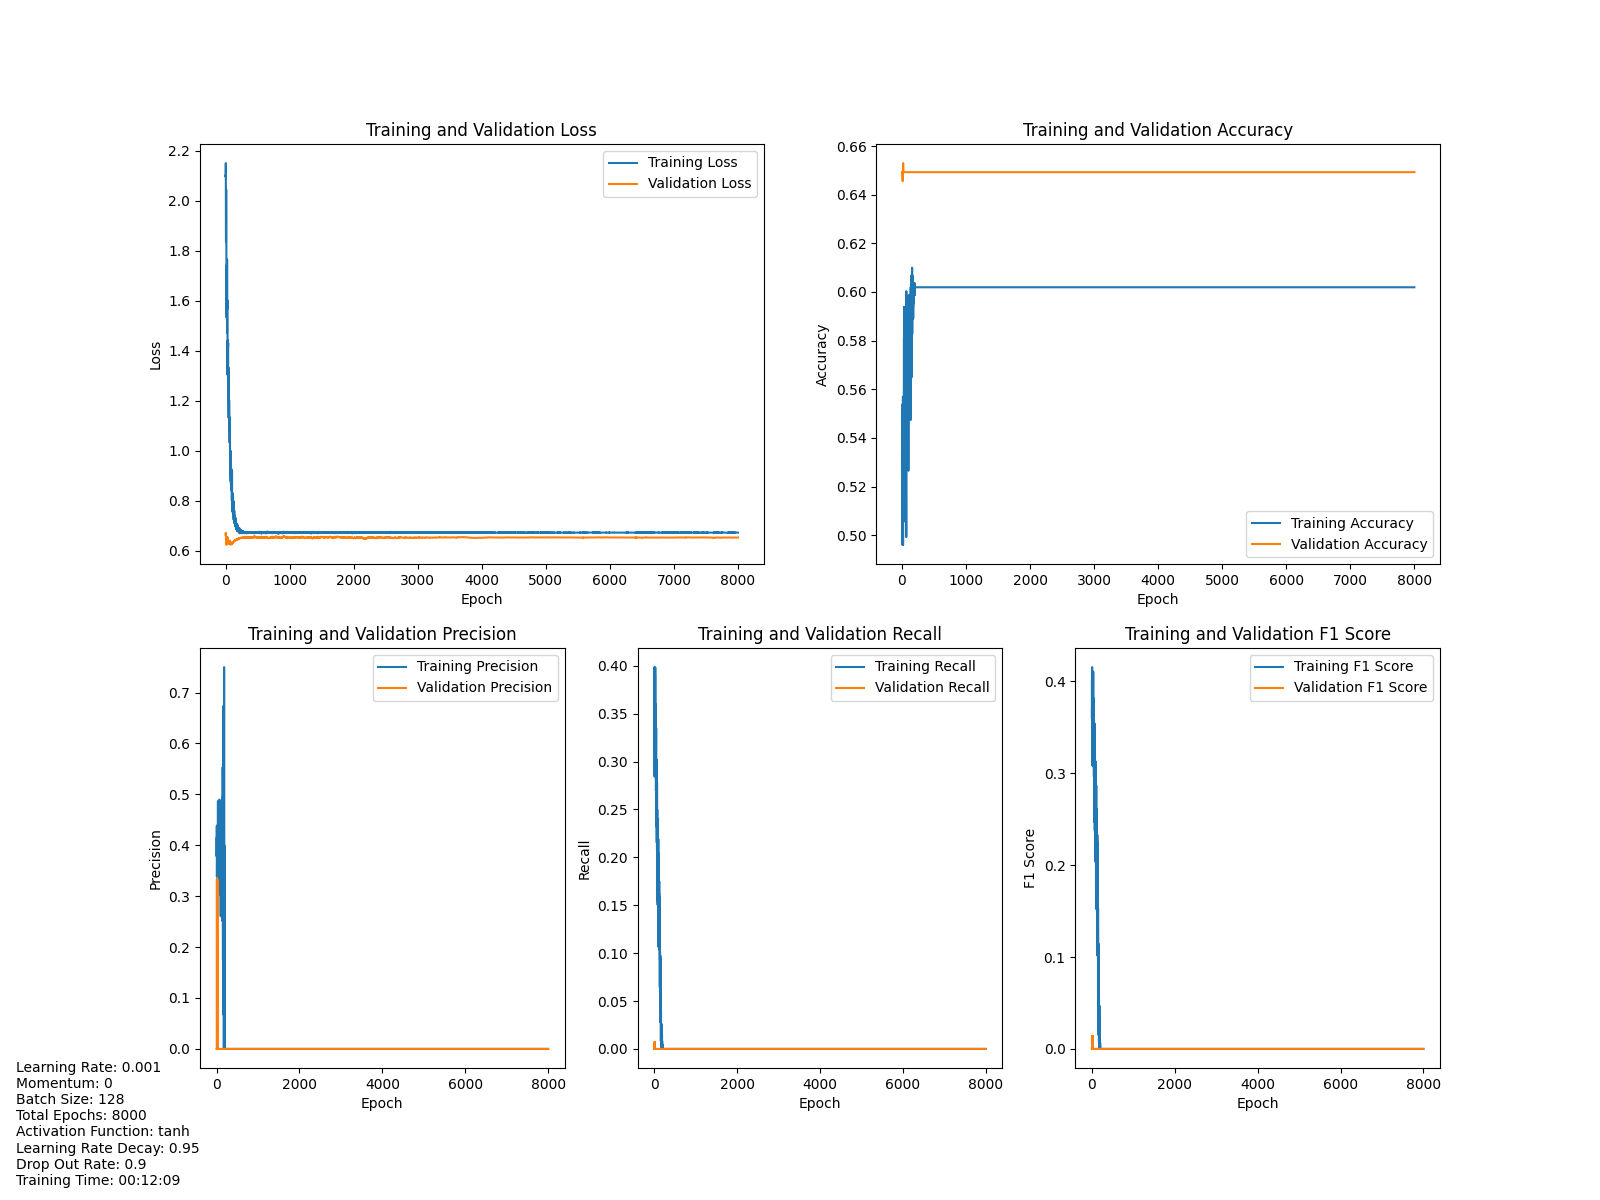 Training and Validation Loss
2.2
2.0
1.8
1.6
1.4
1.2
1.0
0.8
0.6
Loss
Training Loss
Validation Loss
0 1000 2000 3000 4000 5000 6000 7000 8000
Epoch
Training and Validation Accuracy
0.66
0.64
0.62
0.60
0.58
0.56
0.54
0.52
0.50
Accuracy
Training Accuracy
Validation Accuracy
0 1000 2000 3000 4000 5000 6000 7000 8000
Epoch
Training and Validation Precision
0.7
0.6
0.5
0.4
0.3
0.2
0.1
0.0
Precision
Training Precision
Validation Precision
0 2000 4000 6000 8000
Epoch
Training and Validation Recall
0.40
0.35
0.30
0.25
0.20
0.15
0.10
0.05
0.00
Recall
Training Recall
Validation Recall
0 2000 4000 6000 8000
Epoch
Training and Validation F1 Score
0.4
0.3
0.2
0.1
0.0
F1 Score
Training F1 Score
Validation F1 Score
0 2000 4000 6000 8000
Epoch
Learning Rate: 0.001
Momentum: 0
Batch Size: 128
Total Epochs: 8000
Activation Function: tanh
Learning Rate Decay: 0.95
Drop Out Rate: 0.9
Training Time: 00:12:09